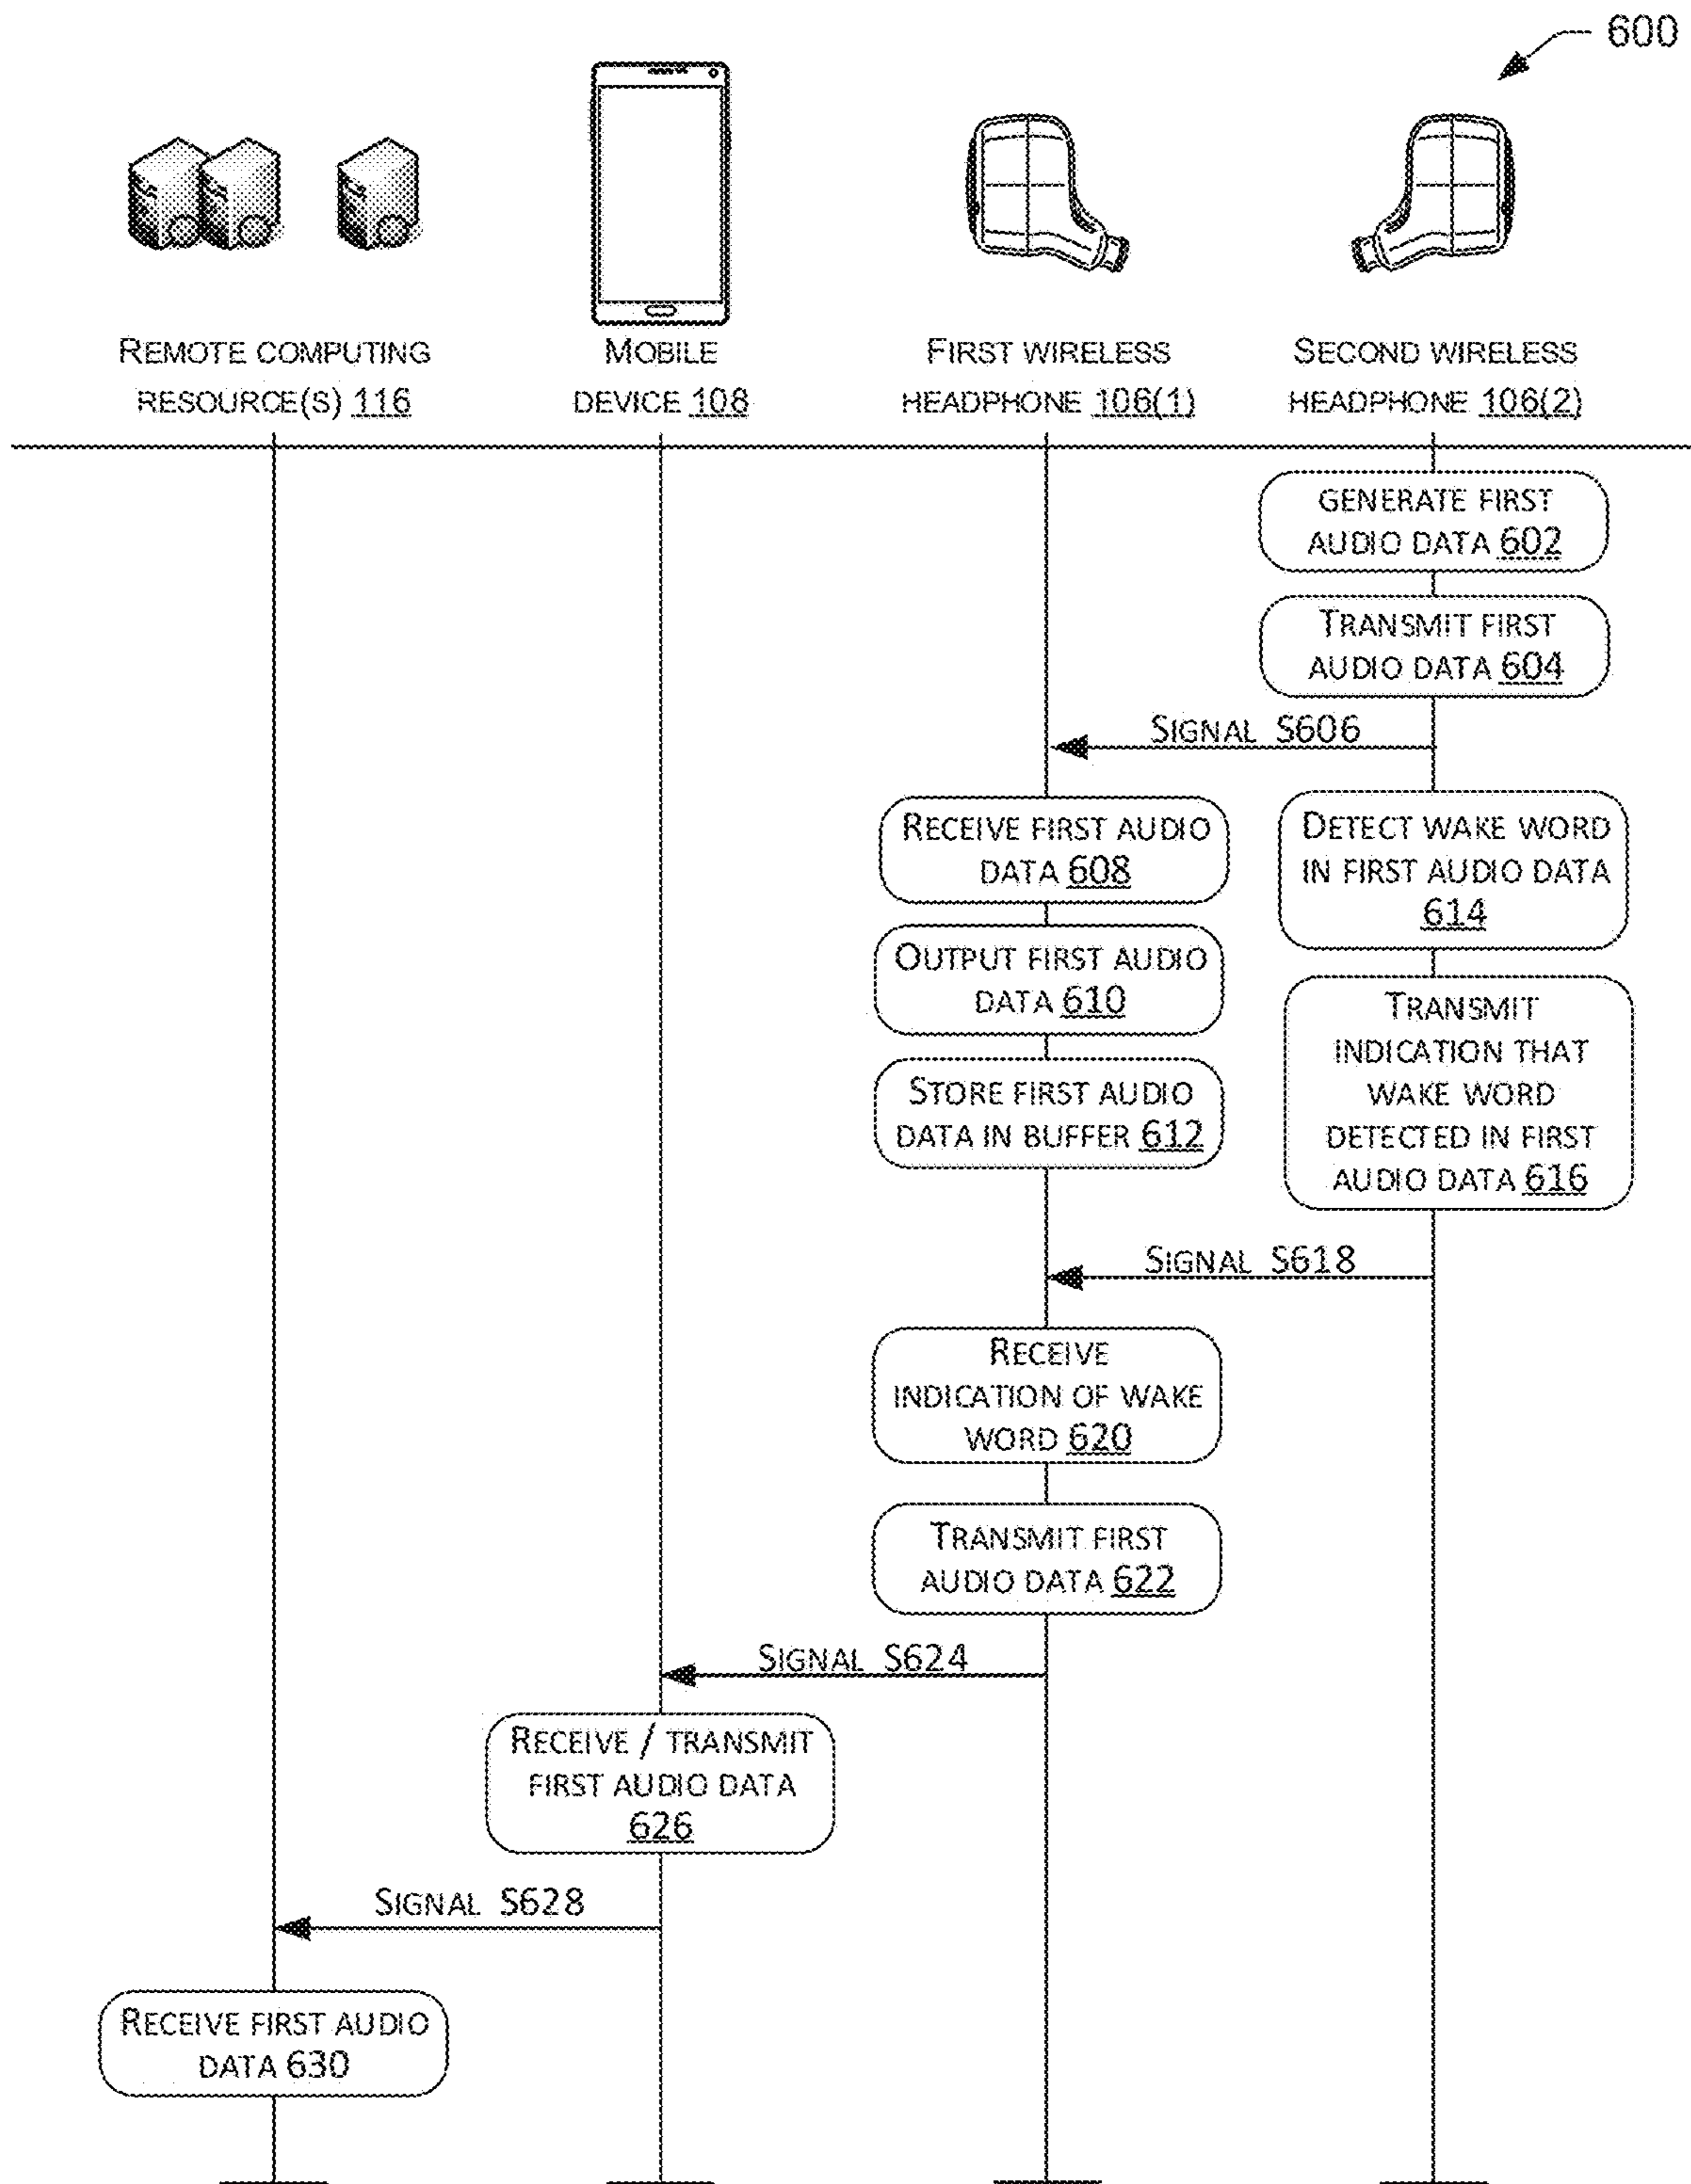 600
REMOTE COMPUTING
RESOURCE(S) 116
MOBILE
DEVICE 108
FIRST WIRELESS
HEADPHONE 106(1)
SECOND WIRELESS
HEADPHONE 106(2)
GENERATE FIRST
AUDIO DATA 602
TRANSMIT FIRST
AUDIO DATA 604
SIGNAL S606
RECEIVE FIRST AUDIO
DATA 608
DETECT WAKE WORD
IN FIRST AUDIO DATA
614
OUTPUT FIRST AUDIO
DATA 610
TRANSMIT
INDICATION THAT
WAKE WORD
DETECTED IN FIRST
AUDIO DATA 616
STORE FIRST AUDIO
DATA IN BUFFER 612
SIGNAL S618
RECEIVE
INDICATION OF WAKE
WORD 620
TRANSMIT FIRST
AUDIO DATA 622
SIGNAL S624
RECEIVE / TRANSMIT
FIRST AUDIO DATA
626
SIGNAL S628
RECEIVE FIRST AUDIO
DATA 630